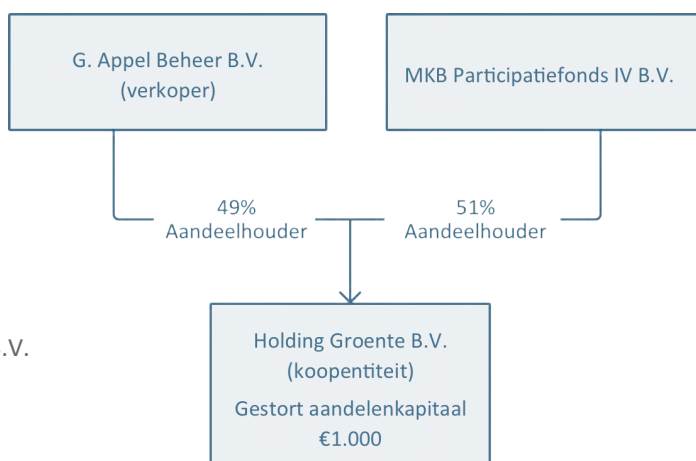 G. Appel Beheer B.V.
(verkoper)
MKB Participatiefonds IV B.V.
49%
Aandeelhouder
51%
Aandeelhouder
.V.
Holding Groente B.V.
(koopentiteit)
Gestort aandelenkapitaal
€1.000